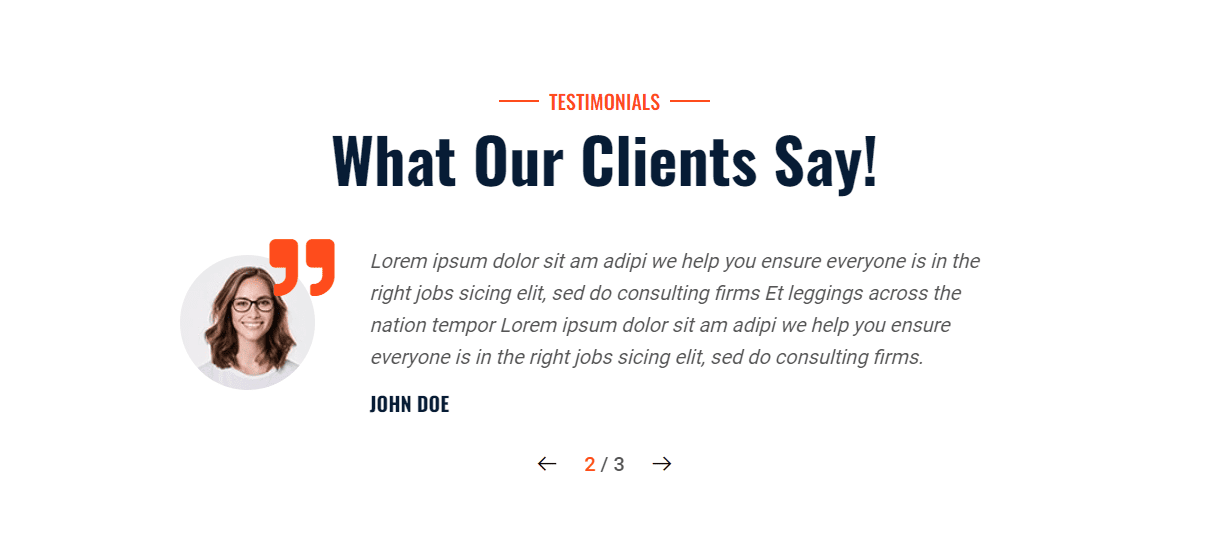 TESTIMONIALS
What Our Clients Say!
Lorem ipsum dolor sit am adipi we help you ensure everyone is in the
right jobs sicing elit, sed do consulting firms Et leggings across the
nation tempor Lorem ipsum dolor sit am adipi we help you ensure
everyone is in the right jobs sicing elit, sed do consulting firms.
JOHN DOE
2 / 3